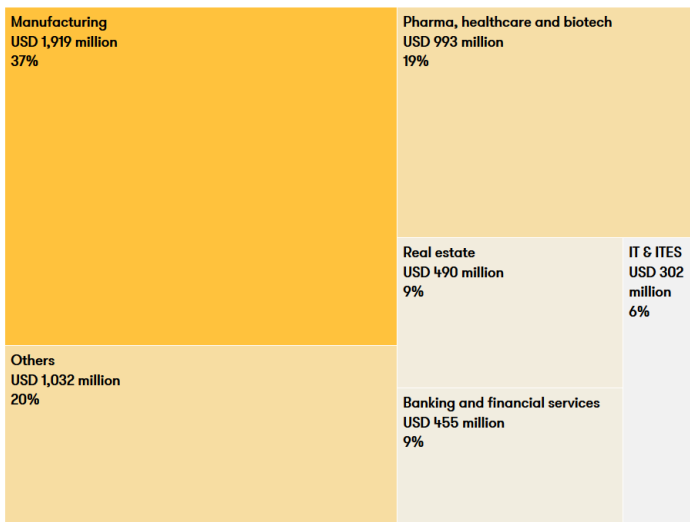 Manufacturing
USD 1,919 million
37%
Pharma, healthcare and biotech
USD 993 million
19%
Real estate
USD 490 million
9%
IT & ITES
USD 302
million
6%
Others
USD 1,032 million
20%
Banking and financial services
USD 455 million
9%